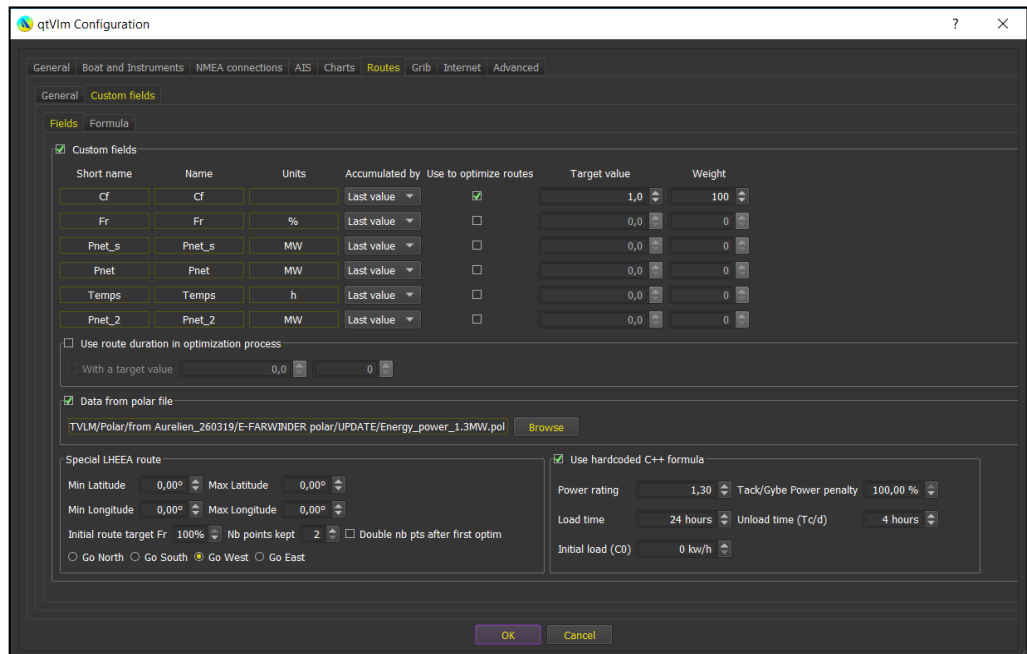 qtVlm Configuration ? ×
General Boat and Instruments NMEA connections AIS Charts Routes Grib Internet Advanced
General Custom fields
Fields Formula
Custom fields
Short name Name Units Accumulated by Use to optimize routes Target value Weight
Cf Cf Last value 1,0 100
Fr Fr % Last value 0,0 0
Pnet_s Pnet_s MW Last value 0,0 0
Pnet Pnet MW Last value 0,0 0
Temps Temps h Last value 0,0 0
Pnet_2 Pnet_2 MW Last value 0,0 0
Use route duration in optimization process
With a target value 0,0 0
Data from polar file
TVLM/Polar/from Aurelien_260319/E-FARWINDER polar/UPDATE/Energy_power_1.3MW.pol Browse
Special LHEEA route
Min Latitude 0,00° Max Latitude 0,00°
Min Longitude 0,00° Max Longitude 0,00°
Initial route target Fr 100% Nb points kept 2 Double nb pts after first optim
Go North Go South Go West Go East
Use hardcoded C++ formula
Power rating 1,30 Tack/Gybe Power penalty 100,00 %
Load time 24 hours Unload time (Tc/d) 4 hours
Initial load (C0) 0 kw/h
OK Cancel